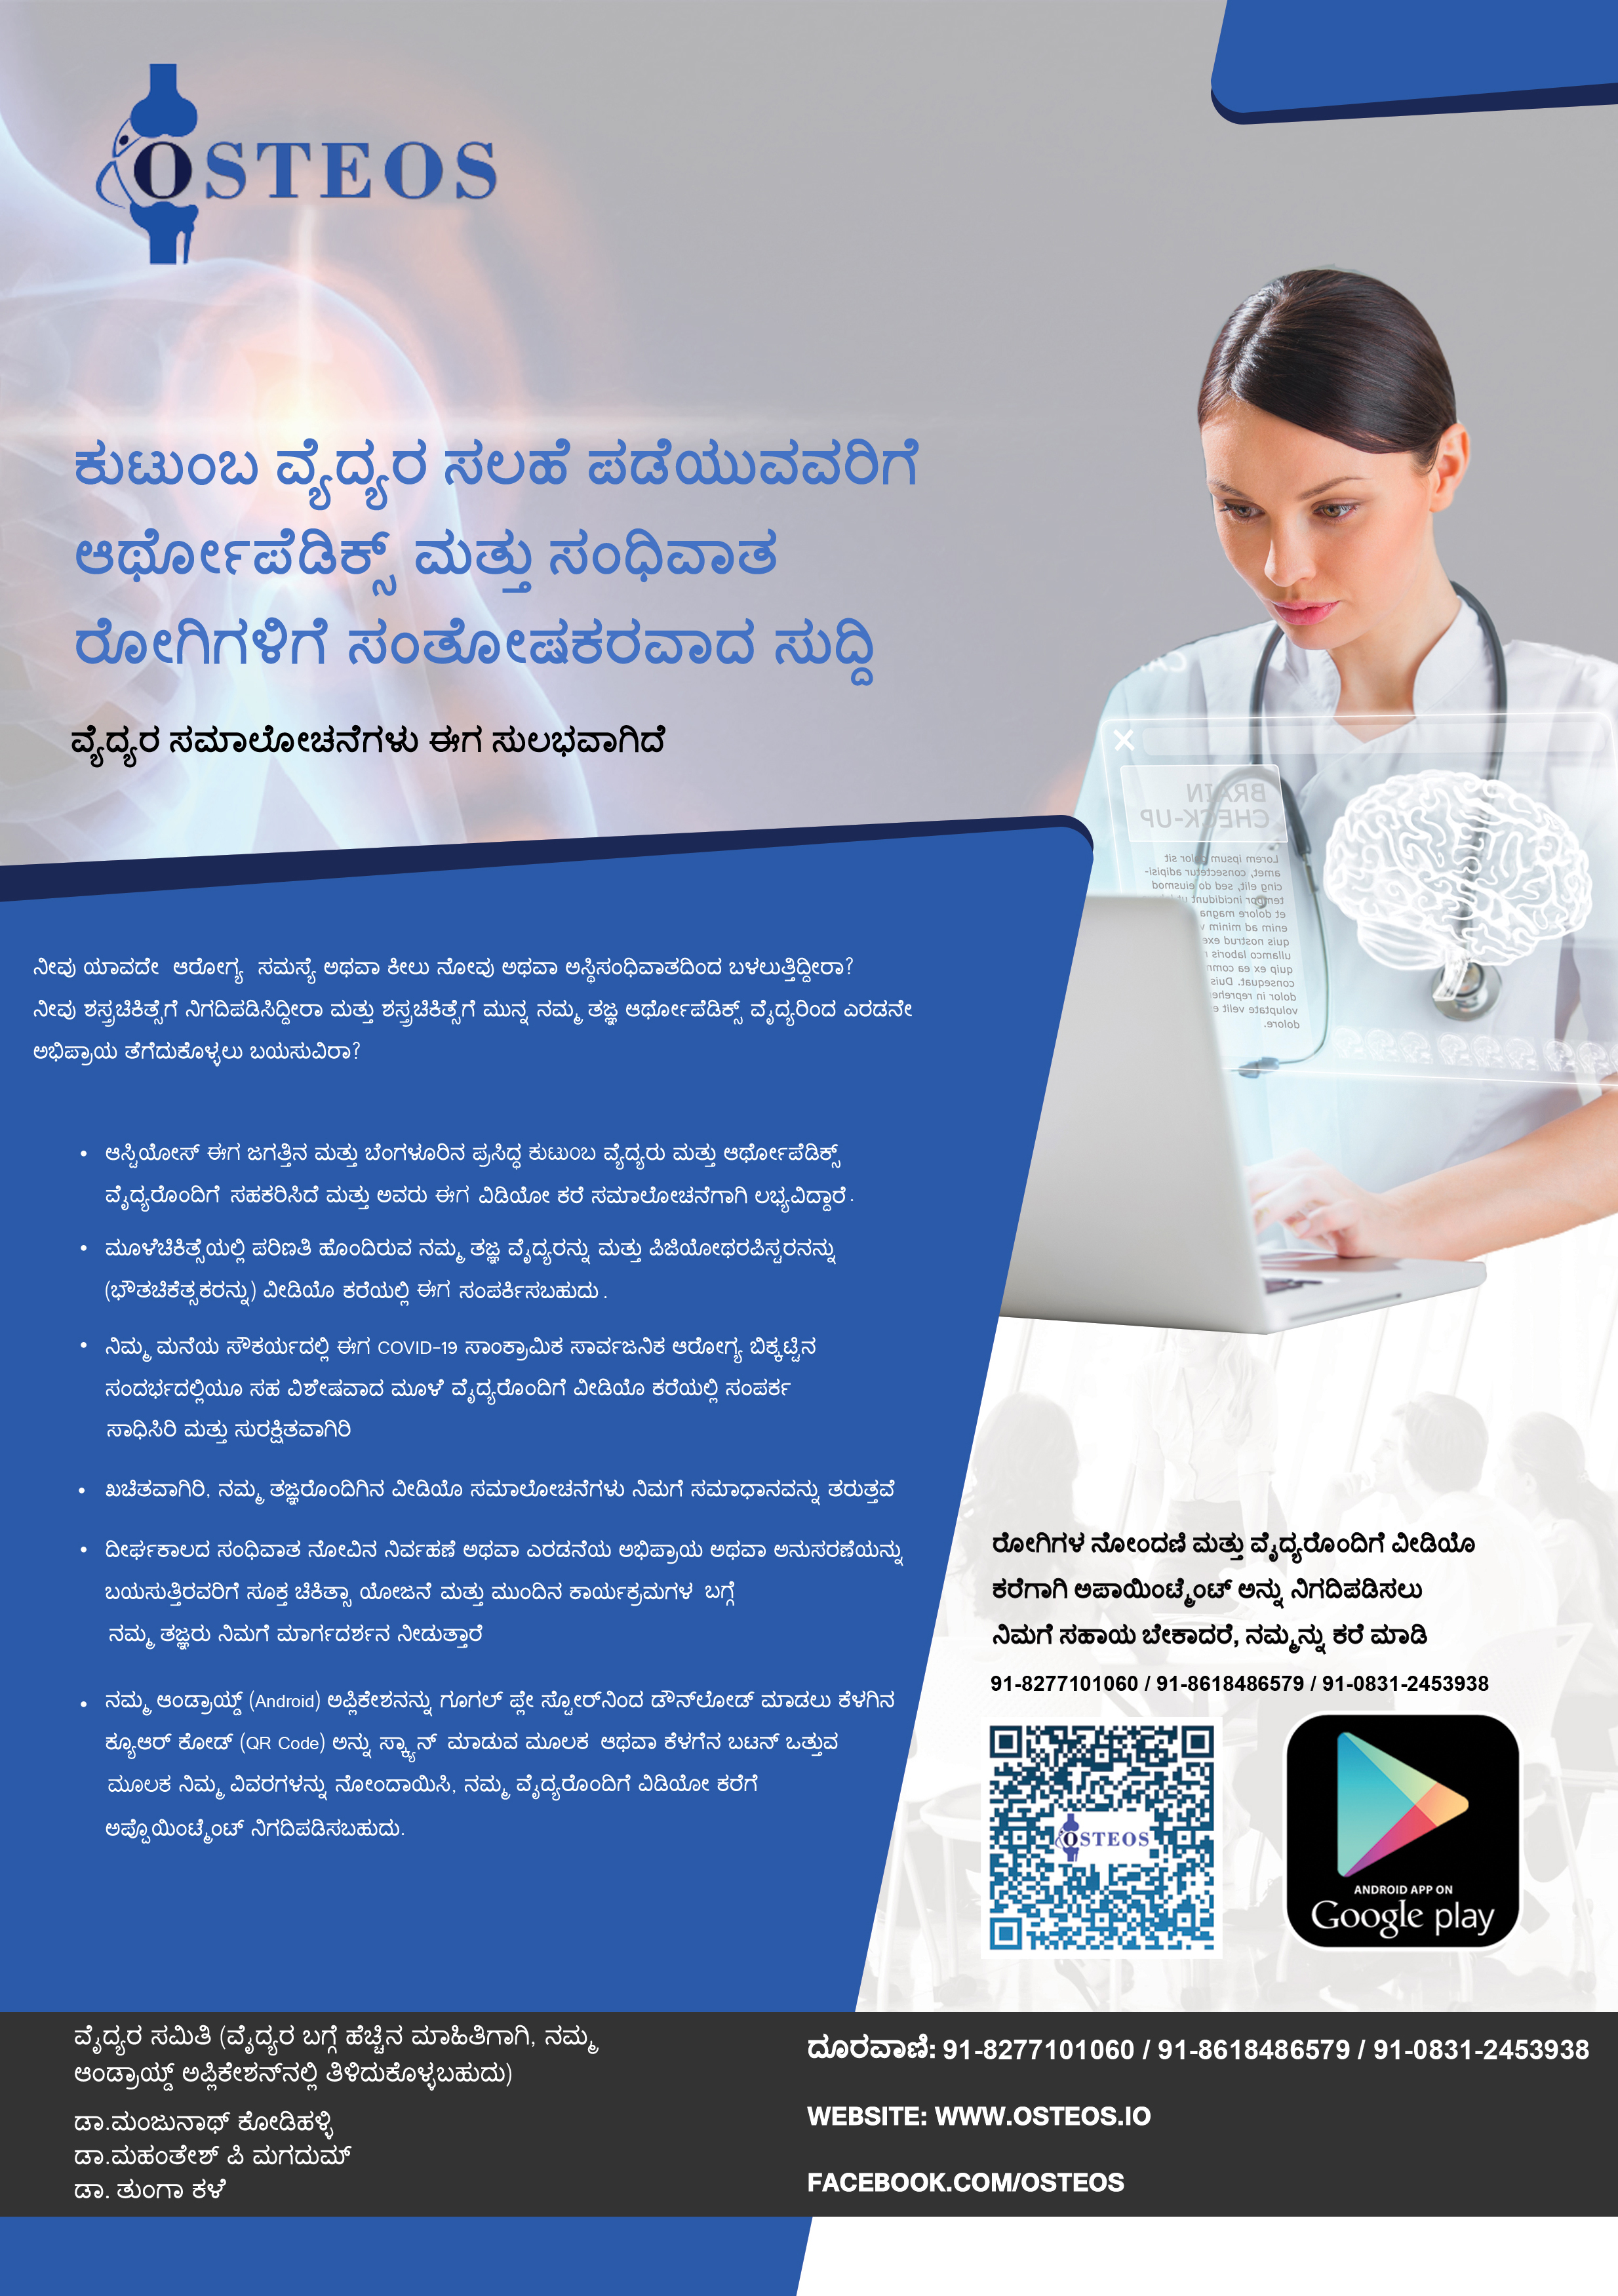 OSTEOS
ಕುಟುಂಬ ವ್ಯೆದ್ಯರ ಸಲಹೆ ಪಡೆಯುವವರಿಗೆ
ಆರ್ಥೋಪೆಡಿಕ್ಸ್ ಮತ್ತು ಸಂಧಿವಾತ
ರೋಗಿಗಳಿಗೆ ಸಂತೋಷಕರವಾದ ಸುದ್ದಿ
ವ್ಯೆದ್ಯರ ಸಮಾಲೋಚನೆಗಳು ಈಗ ಸುಲಭವಾಗಿದೆ
BRAIN
CHECK-UP
ನೀವು ಯಾವದೇ ಆರೋಗ್ಯ ಸಮಸ್ಯೆ ಅಥವಾ ಕೀಲು ನೋವು ಅಥವಾ ಅಸ್ಥಿಸಂಧಿವಾತದಿಂದ ಬಳಲುತ್ತಿದ್ದೀರಾ?
ನೀವು ಶಸ್ತ್ರಚಿಕಿತ್ಸೆಗೆ ನಿಗದಿಪಡಿಸಿದ್ದೀರಾ ಮತ್ತು ಶಸ್ತ್ರಚಿಕಿತ್ಸೆಗೆ ಮುನ್ನ ನಮ್ಮ ತಜ್ಞ ಆರ್ಥೋಪೆಡಿಕ್ಸ್ ವೈದ್ಯರಿಂದ ಎರಡನೇ
ಅಭಿಪ್ರಾಯ ತೆಗೆದುಕೊಳ್ಳಲು ಬಯಸುವಿರಾ?
• ಆಸ್ಟಿಯೋಸ್ ಈಗ ಜಗತ್ತಿನ ಮತ್ತು ಬೆಂಗಳೂರಿನ ಪ್ರಸಿದ್ಧ ಕುಟುಂಬ ವ್ಯೆದ್ಯರು ಮತ್ತು ಆರ್ಥೋಪೆಡಿಕ್ಸ್
ವೈದ್ಯರೊಂದಿಗೆ ಸಹಕರಿಸಿದೆ ಮತ್ತು ಅವರು ಈಗ ವಿಡಿಯೋ ಕರೆ ಸಮಾಲೋಚನೆಗಾಗಿ ಲಭ್ಯವಿದ್ದಾರೆ.
• ಮೂಳೆಚಿಕಿತ್ಸೆಯಲ್ಲಿ ಪರಿಣತಿ ಹೊಂದಿರುವ ನಮ್ಮ ತಜ್ಞ ವೈದ್ಯರನ್ನು ಮತ್ತು ಪಿಜಿಯೋಥರಪಿಸ್ಟರನನ್ನು
(ಭೌತಚಿಕೆತ್ಸಕರನ್ನು) ವೀಡಿಯೊ ಕರೆಯಲ್ಲಿ ಈಗ ಸಂಪರ್ಕಿಸಬಹುದು.
• ನಿಮ್ಮ ಮನೆಯ ಸೌಕರ್ಯದಲ್ಲಿ ಈಗ COVID-19 ಸಾಂಕ್ರಾಮಿಕ ಸಾರ್ವಜನಿಕ ಆರೋಗ್ಯ ಬಿಕ್ಕಟ್ಟಿನ
ಸಂದರ್ಭದಲ್ಲಿಯೂ ಸಹ ವಿಶೇಷವಾದ ಮೂಳೆ ವೈದ್ಯರೊಂದಿಗೆ ವೀಡಿಯೊ ಕರೆಯಲ್ಲಿ ಸಂಪರ್ಕ
ಸಾಧಿಸಿರಿ ಮತ್ತು ಸುರಕ್ಷಿತವಾಗಿರಿ
• ಖಚಿತವಾಗಿರಿ, ನಮ್ಮ ತಜ್ಞರೊಂದಿಗಿನ ವೀಡಿಯೊ ಸಮಾಲೋಚನೆಗಳು ನಿಮಗೆ ಸಮಾಧಾನವನ್ನು ತರುತ್ತವೆ
• ದೀರ್ಘಕಾಲದ ಸಂಧಿವಾತ ನೋವಿನ ನಿರ್ವಹಣೆ ಅಥವಾ ಎರಡನೆಯ ಅಭಿಪ್ರಾಯ ಅಥವಾ ಅನುಸರಣೆಯನ್ನು
ಬಯಸುತ್ತಿರವರಿಗೆ ಸೂಕ್ತ ಚಿಕಿತ್ಸಾ ಯೋಜನೆ ಮತ್ತು ಮುಂದಿನ ಕಾರ್ಯಕ್ರಮಗಳ ಬಗ್ಗೆ
ನಮ್ಮ ತಜ್ಞರು ನಿಮಗೆ ಮಾರ್ಗದರ್ಶನ ನೀಡುತ್ತಾರೆ
• ನಮ್ಮ ಆಂಡ್ರಾಯ್ಡ್ (Android) ಅಪ್ಲಿಕೇಶನನ್ನು ಗೂಗಲ್ ಪ್ಲೇ ಸ್ಟೋರ್‌ನಿಂದ ಡೌನ್‌ಲೋಡ್ ಮಾಡಲು ಕೆಳಗಿನ
ಕ್ಯೂಆರ್ ಕೋಡ್ (QR Code) ಅನ್ನು ಸ್ಕ್ಯಾನ್ ಮಾಡುವ ಮೂಲಕ ಆಥವಾ ಕೆಳಗೆನ ಬಟನ್ ಒತ್ತುವ
ಮೂಲಕ ನಿಮ್ಮ ವಿವರಗಳನ್ನು ನೋಂದಾಯಿಸಿ, ನಮ್ಮ ವೈದ್ಯರೊಂದಿಗೆ ವಿಡಿಯೋ ಕರೆಗೆ
ಅಪ್ಪೊಯಿಂಟ್ಮೆಂಟ್ ನಿಗದಿಪಡಿಸಬಹುದು.
ರೋಗಿಗಳ ನೋಂದಣಿ ಮತ್ತು ವೈದ್ಯರೊಂದಿಗೆ ವೀಡಿಯೊ
ಕರೆಗಾಗಿ ಅಪಾಯಿಂಟ್ಮೆಂಟ್ ಅನ್ನು ನಿಗದಿಪಡಿಸಲು
ನಿಮಗೆ ಸಹಾಯ ಬೇಕಾದರೆ, ನಮ್ಮನ್ನು ಕರೆ ಮಾಡಿ
91-8277101060 / 91-8618486579 / 91-0831-2453938
OSTEOS
ANDROID APP ON
Google play
ವೈದ್ಯರ ಸಮಿತಿ (ವೈದ್ಯರ ಬಗ್ಗೆ ಹೆಚ್ಚಿನ ಮಾಹಿತಿಗಾಗಿ, ನಮ್ಮ
ಆಂಡ್ರಾಯ್ಡ್ ಅಪ್ಲಿಕೇಶನ್‌ನಲ್ಲಿ ತಿಳಿದುಕೊಳ್ಳಬಹುದು)
ಡಾ.ಮಂಜುನಾಥ್ ಕೋಡಿಹಳ್ಳಿ
ಡಾ.ಮಹಂತೇಶ್ ಪಿ ಮಗದುಮ್
ಡಾ. ತುಂಗಾ ಕಳೆ
ದೂರವಾಣಿ: 91-8277101060 / 91-8618486579 / 91-0831-2453938
WEBSITE: WWW.OSTEOS.IO
FACEBOOK.COM/OSTEOS